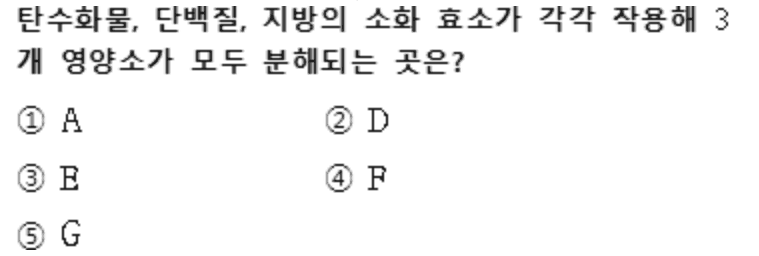 탄수화물, 단백질, 지방의 소화 효소가 각각 작용해 3
개 영양소가 모두 분해되는 곳은?
① A ② D
③ E ④ F
⑤ G